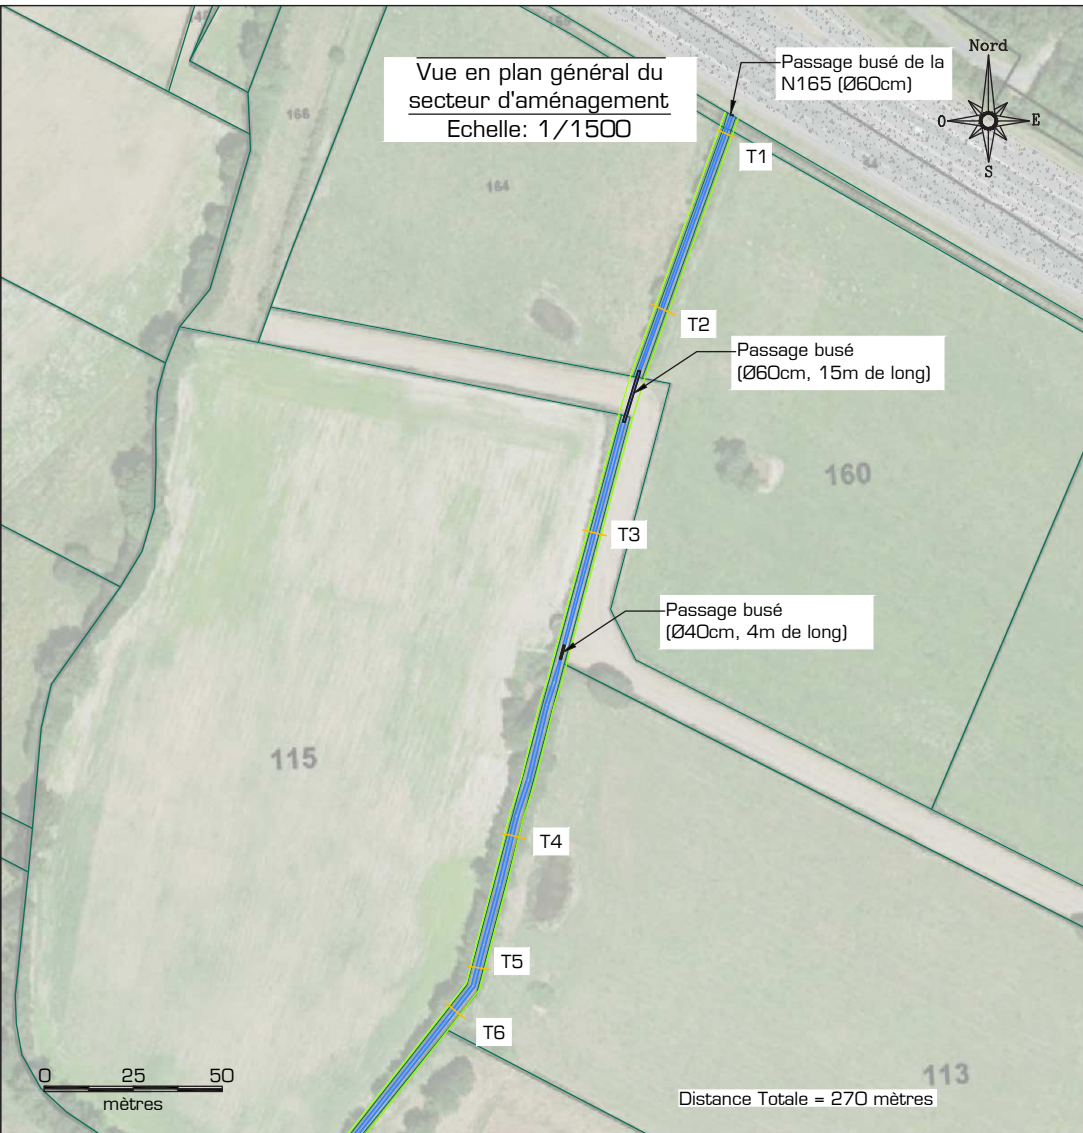 Vue en plan général du
secteur d'aménagement
Echelle: 1/1500
Passage busé de la
N165 (Ø60cm)
Nord
O
E
S
T1
166
164
T2
Passage busé
(Ø60cm, 15m de long)
160
T3
Passage busé
(Ø40cm, 4m de long)
115
T4
T5
T6
113
0 25 50
mètres
Distance Totale = 270 mètres